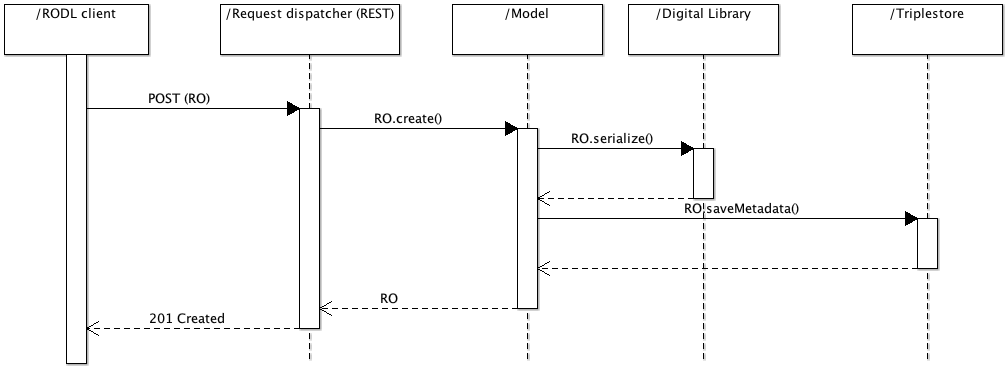 /RODL client
/Request dispatcher (REST)
/Model
/Digital Library
/Triplestore
POST (RO)
RO.create()
RO.serialize()
RO.saveMetadata()
RO
201 Created